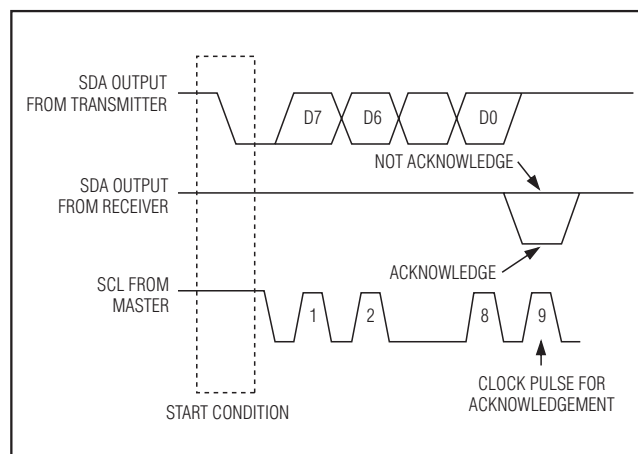 SDA OUTPUT
FROM TRANSMITTER
D7
D6
D0
NOT ACKNOWLEDGE
SDA OUTPUT
FROM RECEIVER
ACKNOWLEDGE
SCL FROM
MASTER
1
2
8
9
CLOCK PULSE FOR
ACKNOWLEDGEMENT
START CONDITION